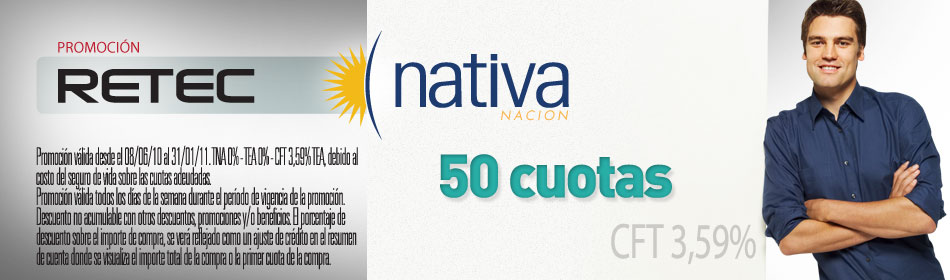 PROMOCIÓN
RETEC
nativa
NACION
Promoción válida desde el 08/06/10 al 31/01/11. TNA 0% - TEA 0% - CFT 3,59% TEA, debido al
costo del seguro de vida sobre las cuotas adeudadas.
Promoción válida todos los días de la semana durante el período de vigencia de la promoción.
Descuento no acumulable con otros descuentos, promociones y/o beneficios. El porcentaje de
descuento sobre el importe de compra, se verá reflejado como un ajuste de crédito en el resumen
de cuenta donde se visualiza el importe total de la compra o la primer cuota de la compra.
50 cuotas
CFT 3,59%